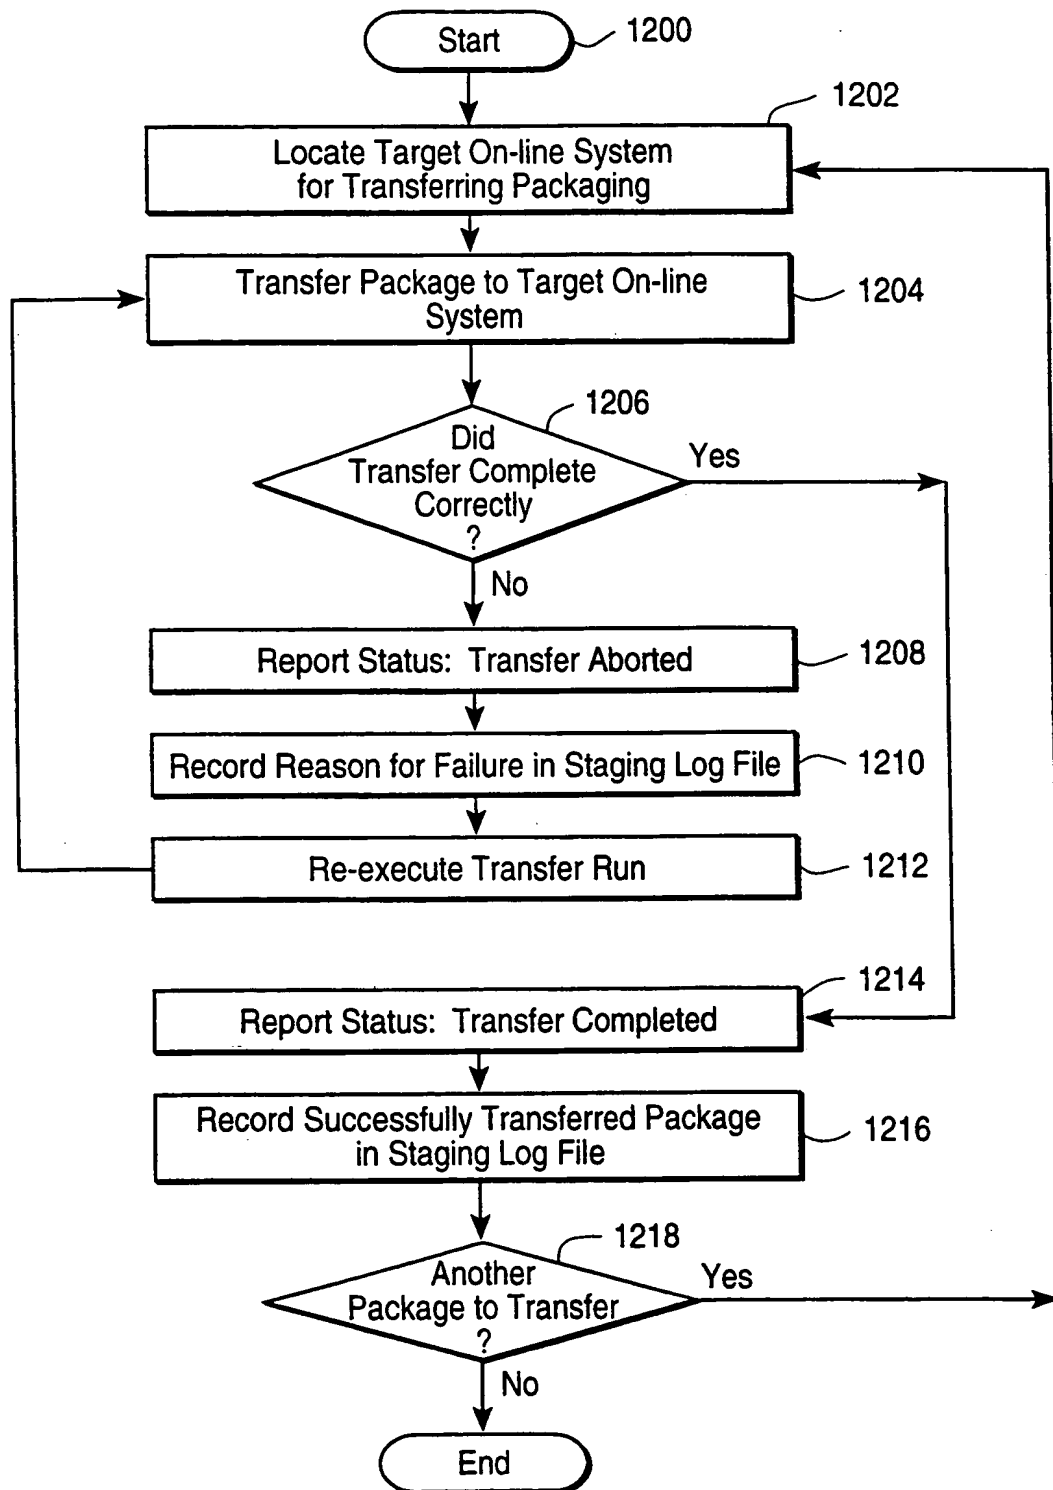 Start
1200
1202
Locate Target On-line System
for Transferring Packaging
Transfer Package to Target On-line
System
1204
1206
Did
Transfer Complete
Correctly
?
Yes
No
Report Status: Transfer Aborted
1208
Record Reason for Failure in Staging Log File
1210
Re-execute Transfer Run
1212
1214
Report Status: Transfer Completed
Record Successfully Transferred Package
in Staging Log File
1216
1218
Another
Package to Transfer
?
Yes
No
End